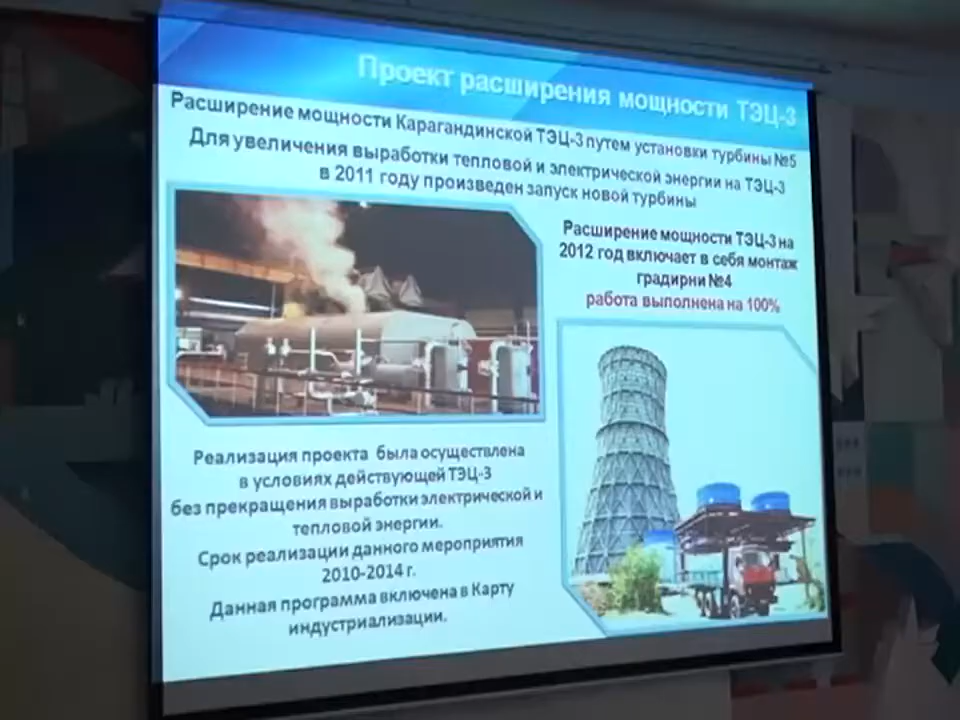 Проект расширения мощности ТЭЦ-3
Расширение мощности Карагандинской ТЭЦ-3 путем установки турбины №5
Для увеличения выработки тепловой и электрической энергии на ТЭЦ-3
в 2011 году произведен запуск новой турбины
Расширение мощности ТЭЦ-3 на
2012 год включает в себя монтаж
градирни №4
работа выполнена на 100%
Реализация проекта была осуществлена
в условиях действующей ТЭЦ-3
без прекращения выработки электрической и
тепловой энергии.
Срок реализации данного мероприятия
2010-2014 г.
Данная программа включена в Карту
индустриализации.